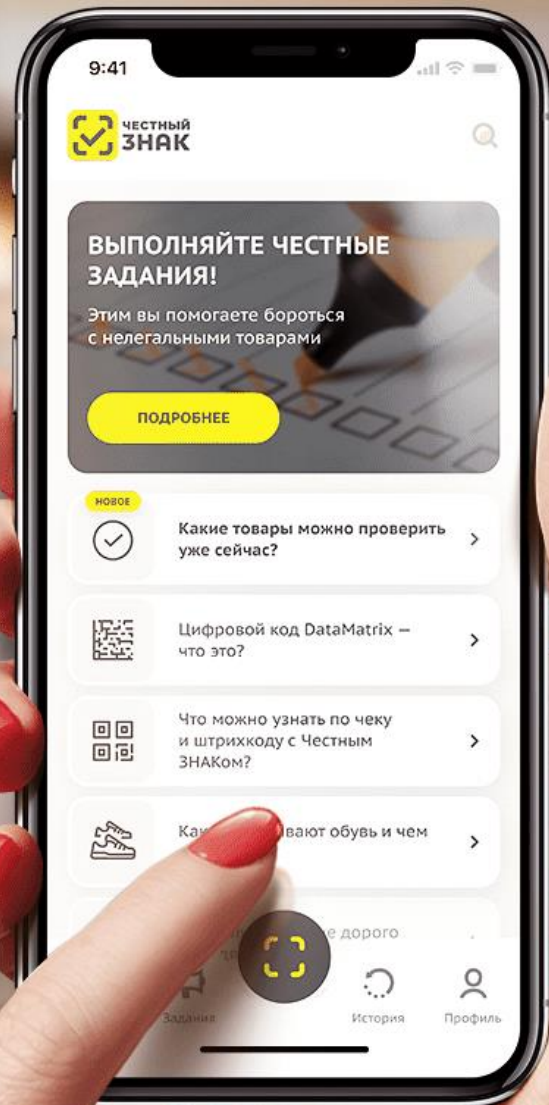 9:41
ЧЕСТНЫЙ
ЗНАК
ВЫПОЛНЯЙТЕ ЧЕСТНЫЕ
ЗАДАНИЯ!
Этим вы помогаете бороться
с нелегальными товарами
ПОДРОБНЕЕ
НОВОЕ
Какие товары можно проверить
уже сейчас?
Цифровой код DataMatrix —
что это?
Что можно узнать по чеку
и штрихкоду с Честным
ЗНАКом?
обувь и чем
дорого
Задания
История
Профиль